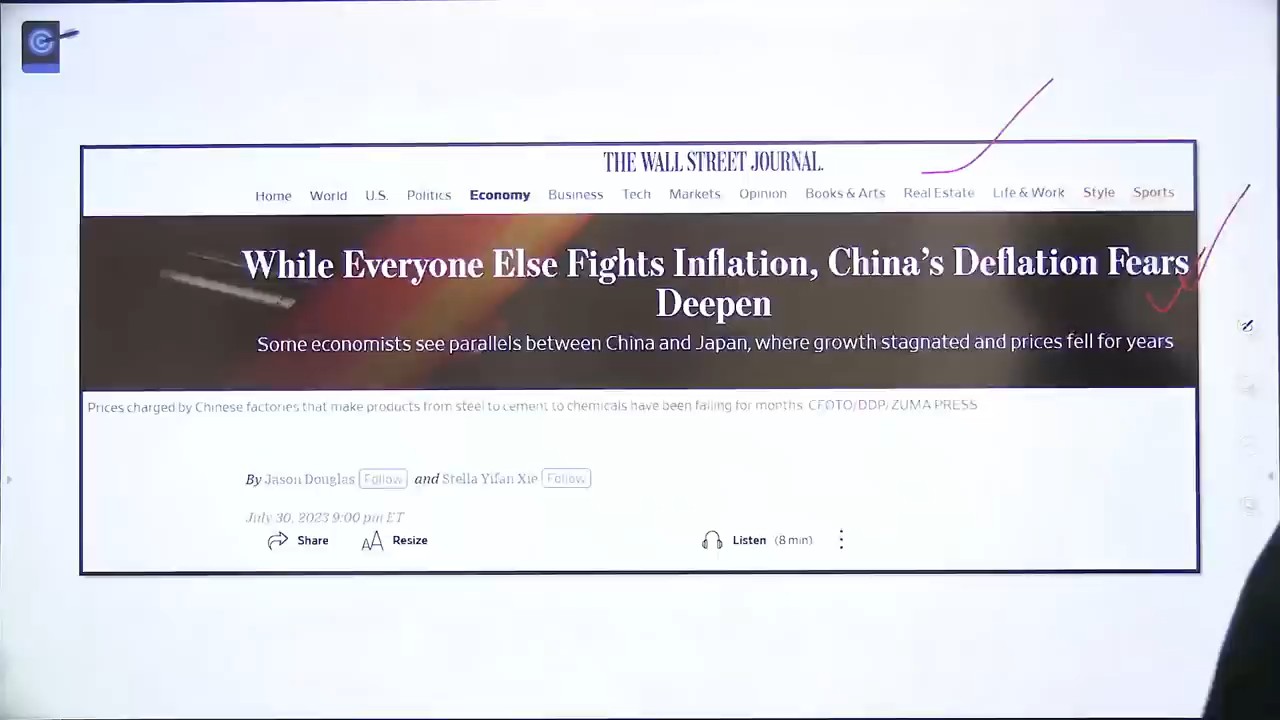 THE WALL STREET JOURNAL.
Home World U.S. Politics Economy Business Tech Markets Opinion Books & Arts Real Estate Life & Work Style Sports
While Everyone Else Fights Inflation, China's Deflation Fears
Deepen
Some economists see parallels between China and Japan, where growth stagnated and prices fell for years
Prices charged by Chinese factories that make products from steel to cement to chemicals have been falling for months. CFOTO/DDP/ZUMA PRESS
By Jason Douglas Follow and Stella Yifan Xie Follow
July 30, 2023 9:00 pm ET
Share Resize Listen (8 min)